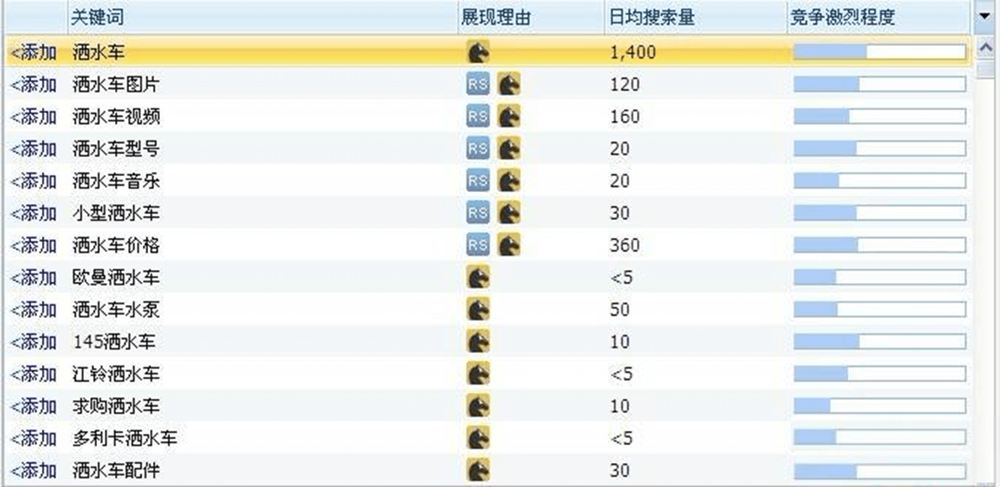 关键词 展现理由 日均搜索量 竞争激烈程度
<添加 洒水车 1,400
<添加 洒水车图片 RS 120
<添加 洒水车视频 RS 160
<添加 洒水车型号 RS 20
<添加 洒水车音乐 RS 20
<添加 小型洒水车 RS 30
<添加 洒水车价格 RS 360
<添加 欧曼洒水车 <5
<添加 洒水车水泵 50
<添加 145洒水车 10
<添加 江铃洒水车 <5
<添加 求购洒水车 10
<添加 多利卡洒水车 <5
<添加 洒水车配件 30